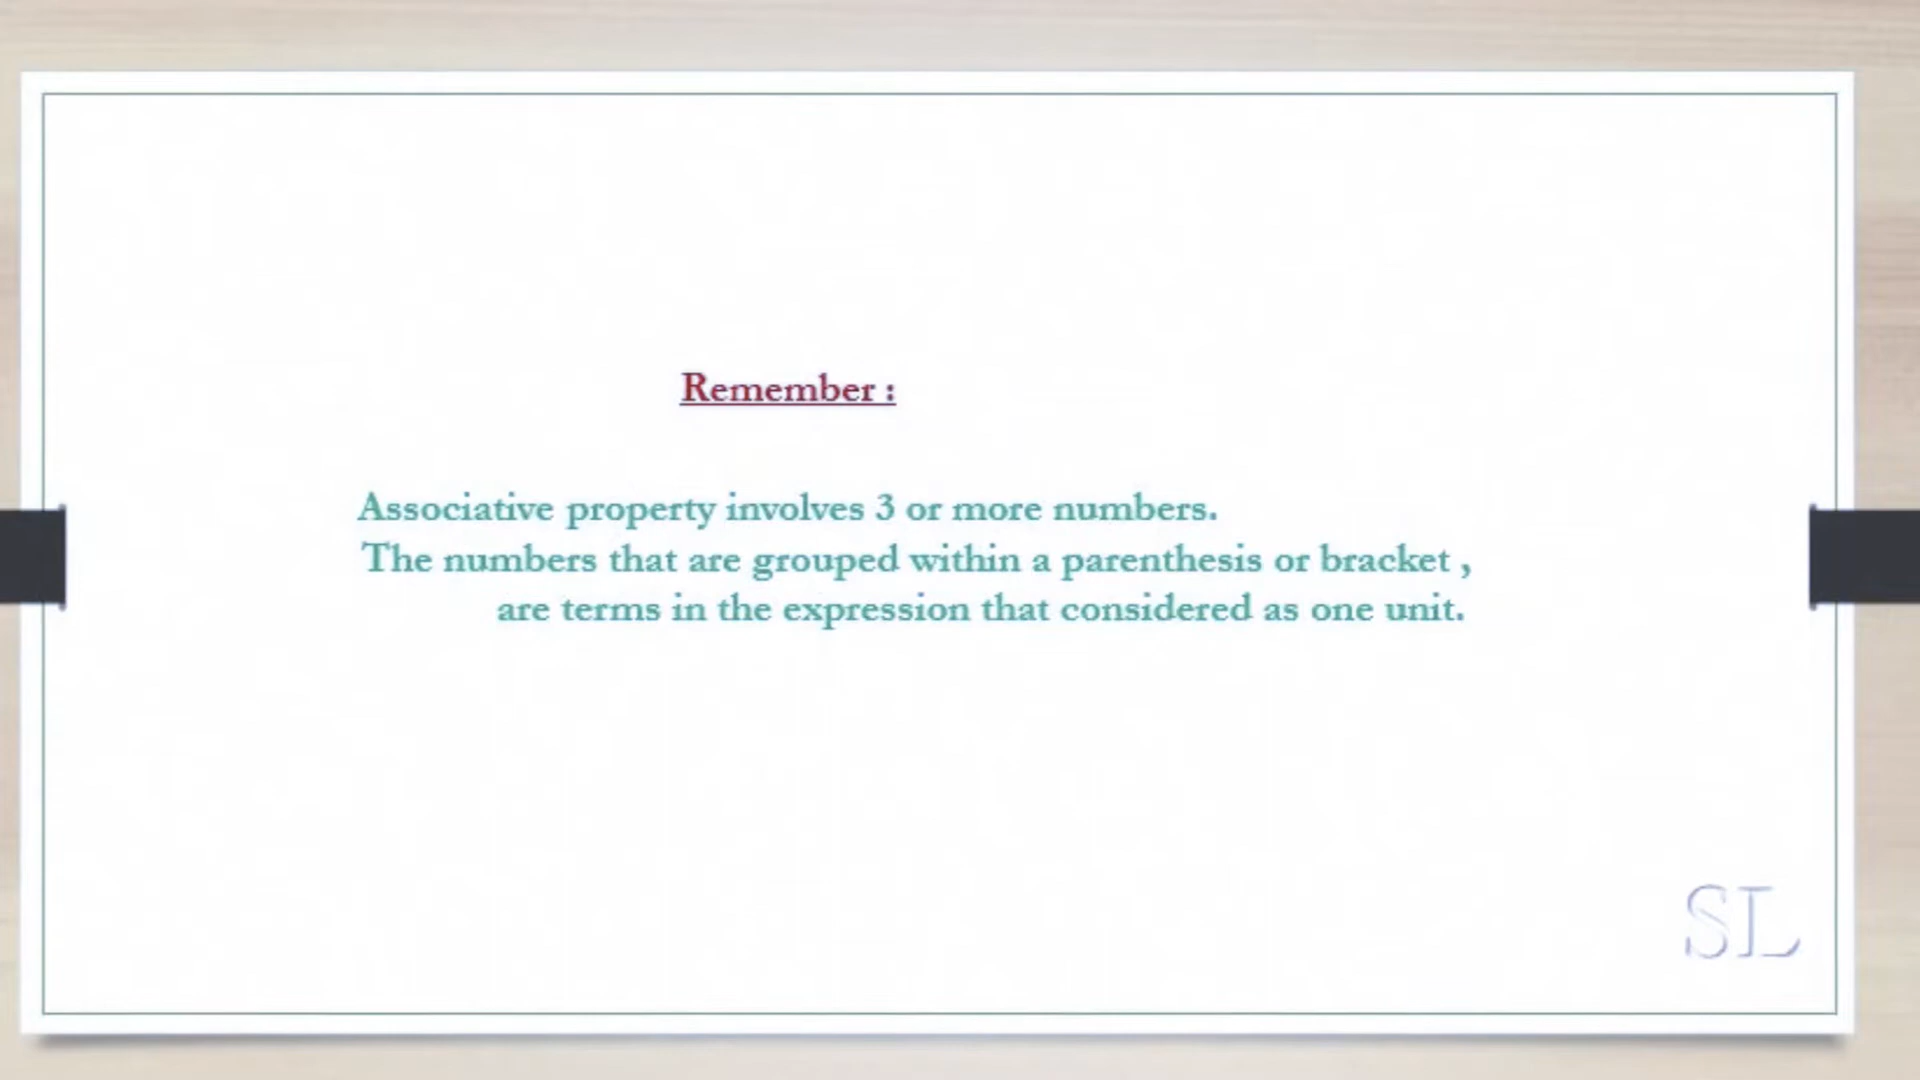 Remember :
Associative property involves 3 or more numbers.
The numbers that are grouped within a parenthesis or bracket ,
are terms in the expression that considered as one unit.
SL